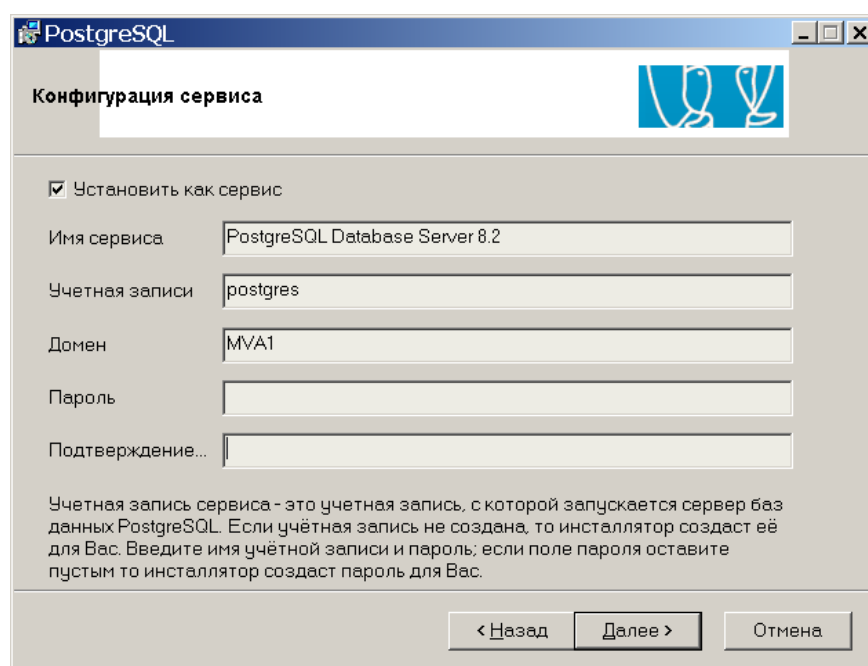 PostgreSQL
Конфигурация сервиса
Установить как сервис
Имя сервиса PostgreSQL Database Server 8.2
Учетная записи postgres
Домен MVA1
Пароль
Подтверждение...
Учетная запись сервиса - это учетная запись, с которой запускается сервер баз
данных PostgreSQL. Если учётная запись не создана, то инсталлятор создаст её
для Вас. Введите имя учётной записи и пароль; если поле пароля оставите
пустым то инсталлятор создаст пароль для Вас.
< Назад Далее > Отмена